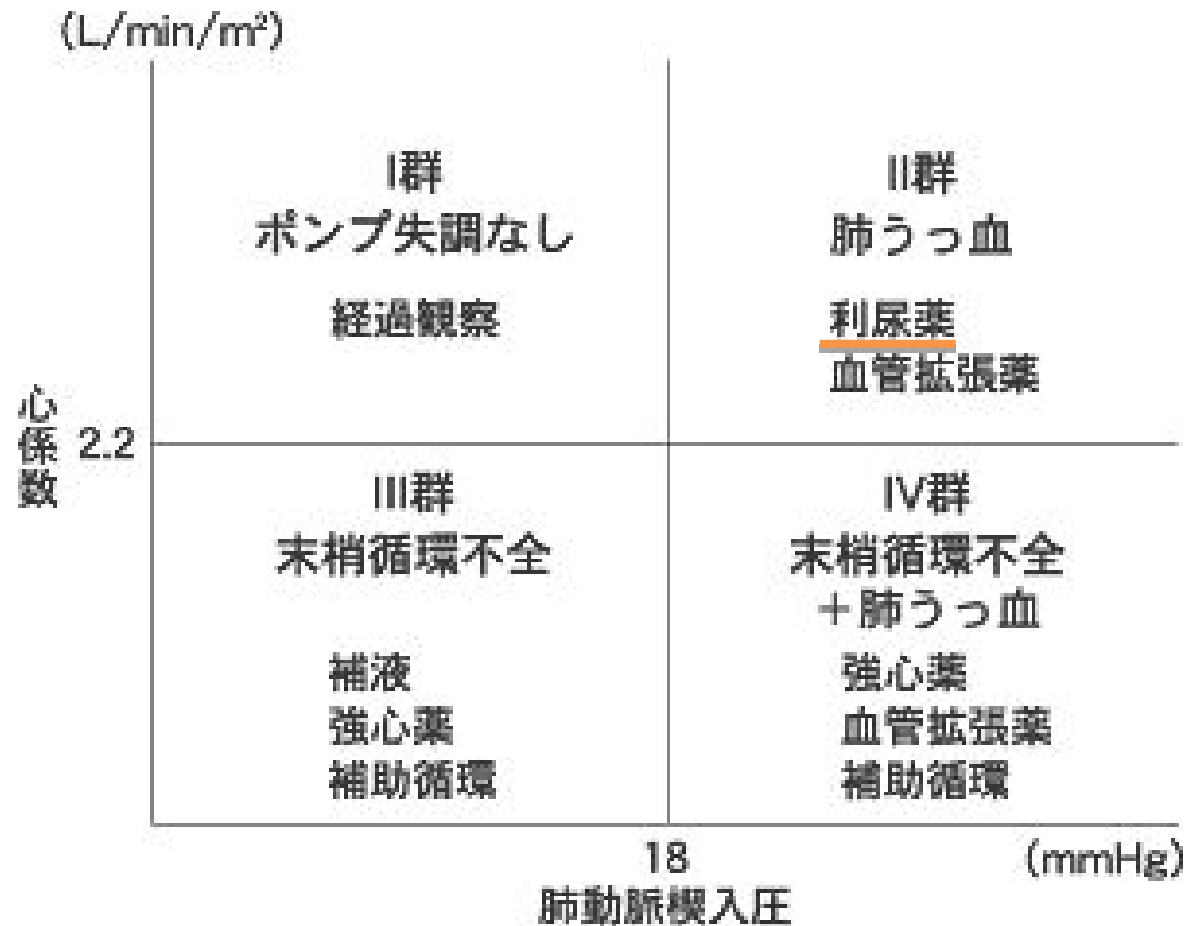 (L/min/m²)
I群
ポンプ失調なし
経過観察
II群
肺うっ血
利尿薬
血管拡張薬
心係数
2.2
III群
末梢循環不全
補液
強心薬
補助循環
IV群
末梢循環不全
+肺うっ血
強心薬
血管拡張薬
補助循環
18
(mmHg)
肺動脈楔入圧